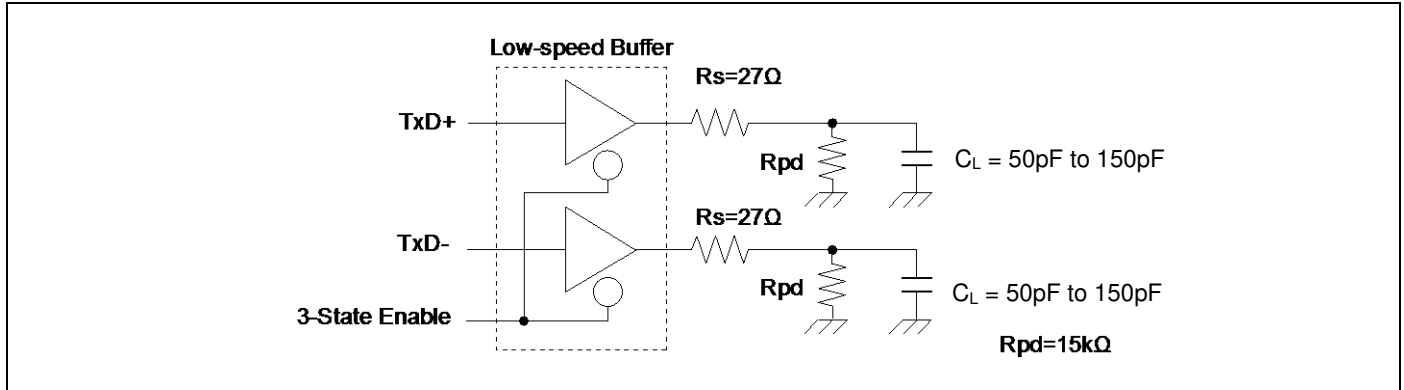 Low-speed Buffer
Rs=27Ω
TxD+
Rpd
CL = 50pF to 150pF
Rs=27Ω
TxD-
Rpd
CL = 50pF to 150pF
3-State Enable
Rpd=15kΩ